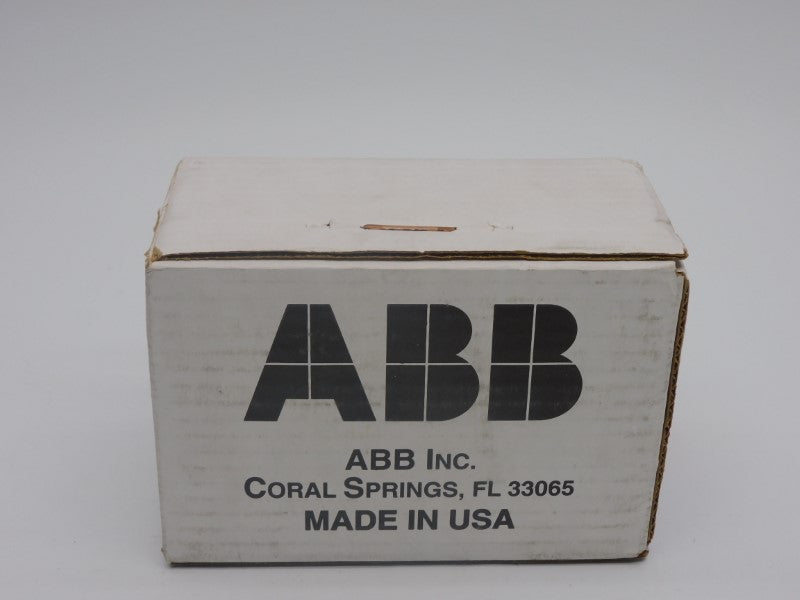 ABB
ABB INC.
CORAL SPRINGS, FL 33065
MADE IN USA